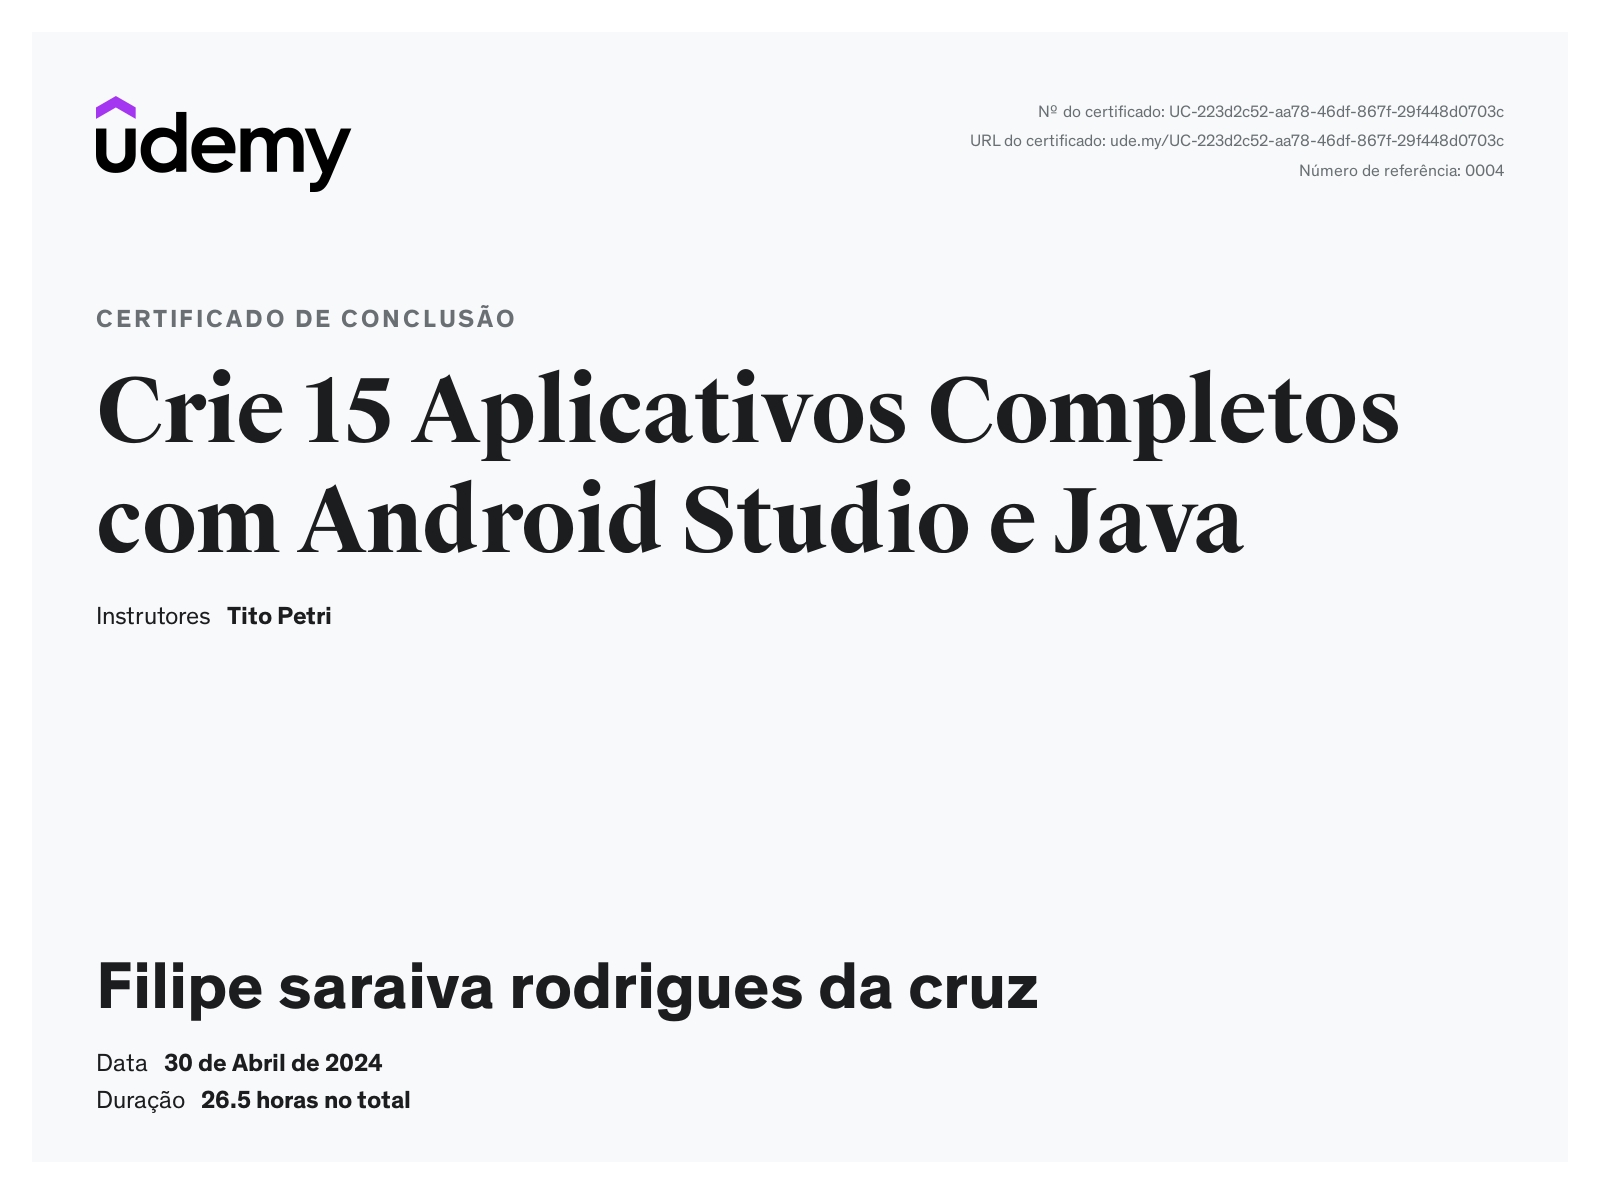 udemy
Nº do certificado: UC-223d2c52-aa78-46df-867f-29f448d0703c
URL do certificado: ude.my/UC-223d2c52-aa78-46df-867f-29f448d0703c
Número de referência: 0004
CERTIFICADO DE CONCLUSÃO
Crie 15 Aplicativos Completos
com Android Studio e Java
Instrutores Tito Petri
Filipe saraiva rodrigues da cruz
Data 30 de Abril de 2024
Duração 26.5 horas no total